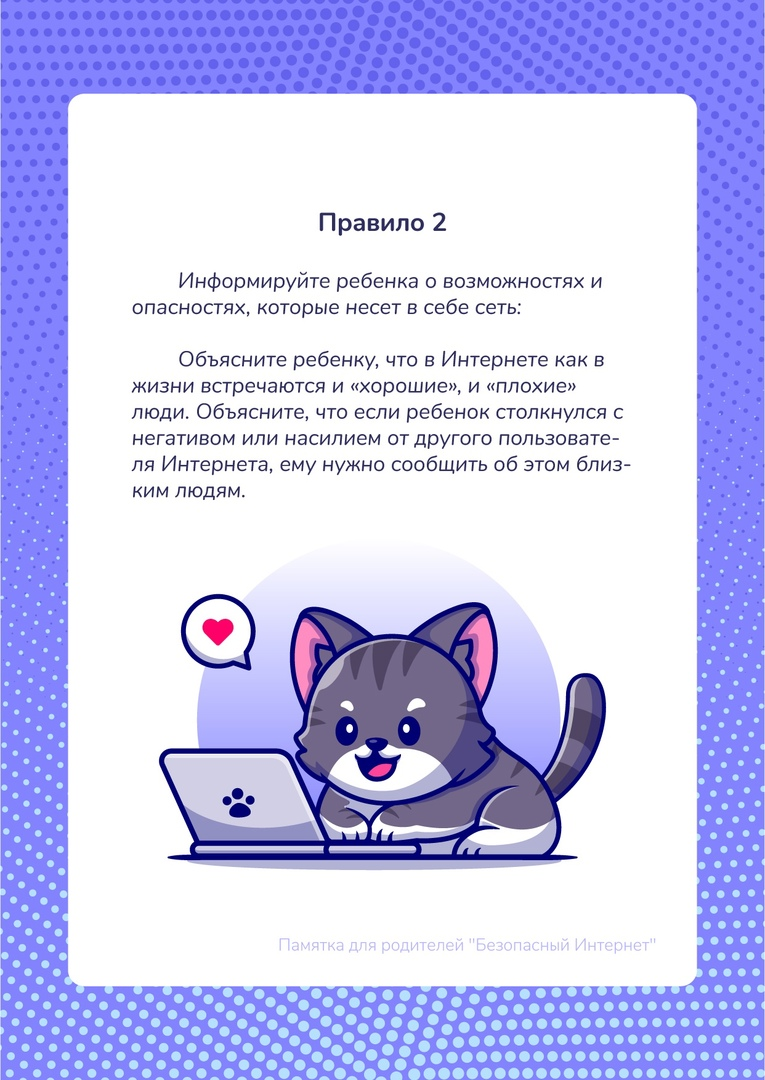 Правило 2
Информируйте ребенка о возможностях и
опасностях, которые несет в себе сеть:
Объясните ребенку, что в Интернете как в
жизни встречаются и «хорошие», и «плохие»
люди. Объясните, что если ребенок столкнулся с
негативом или насилием от другого пользовате-
ля Интернета, ему нужно сообщить об этом близ-
ким людям.
Памятка для родителей "Безопасный Интернет"